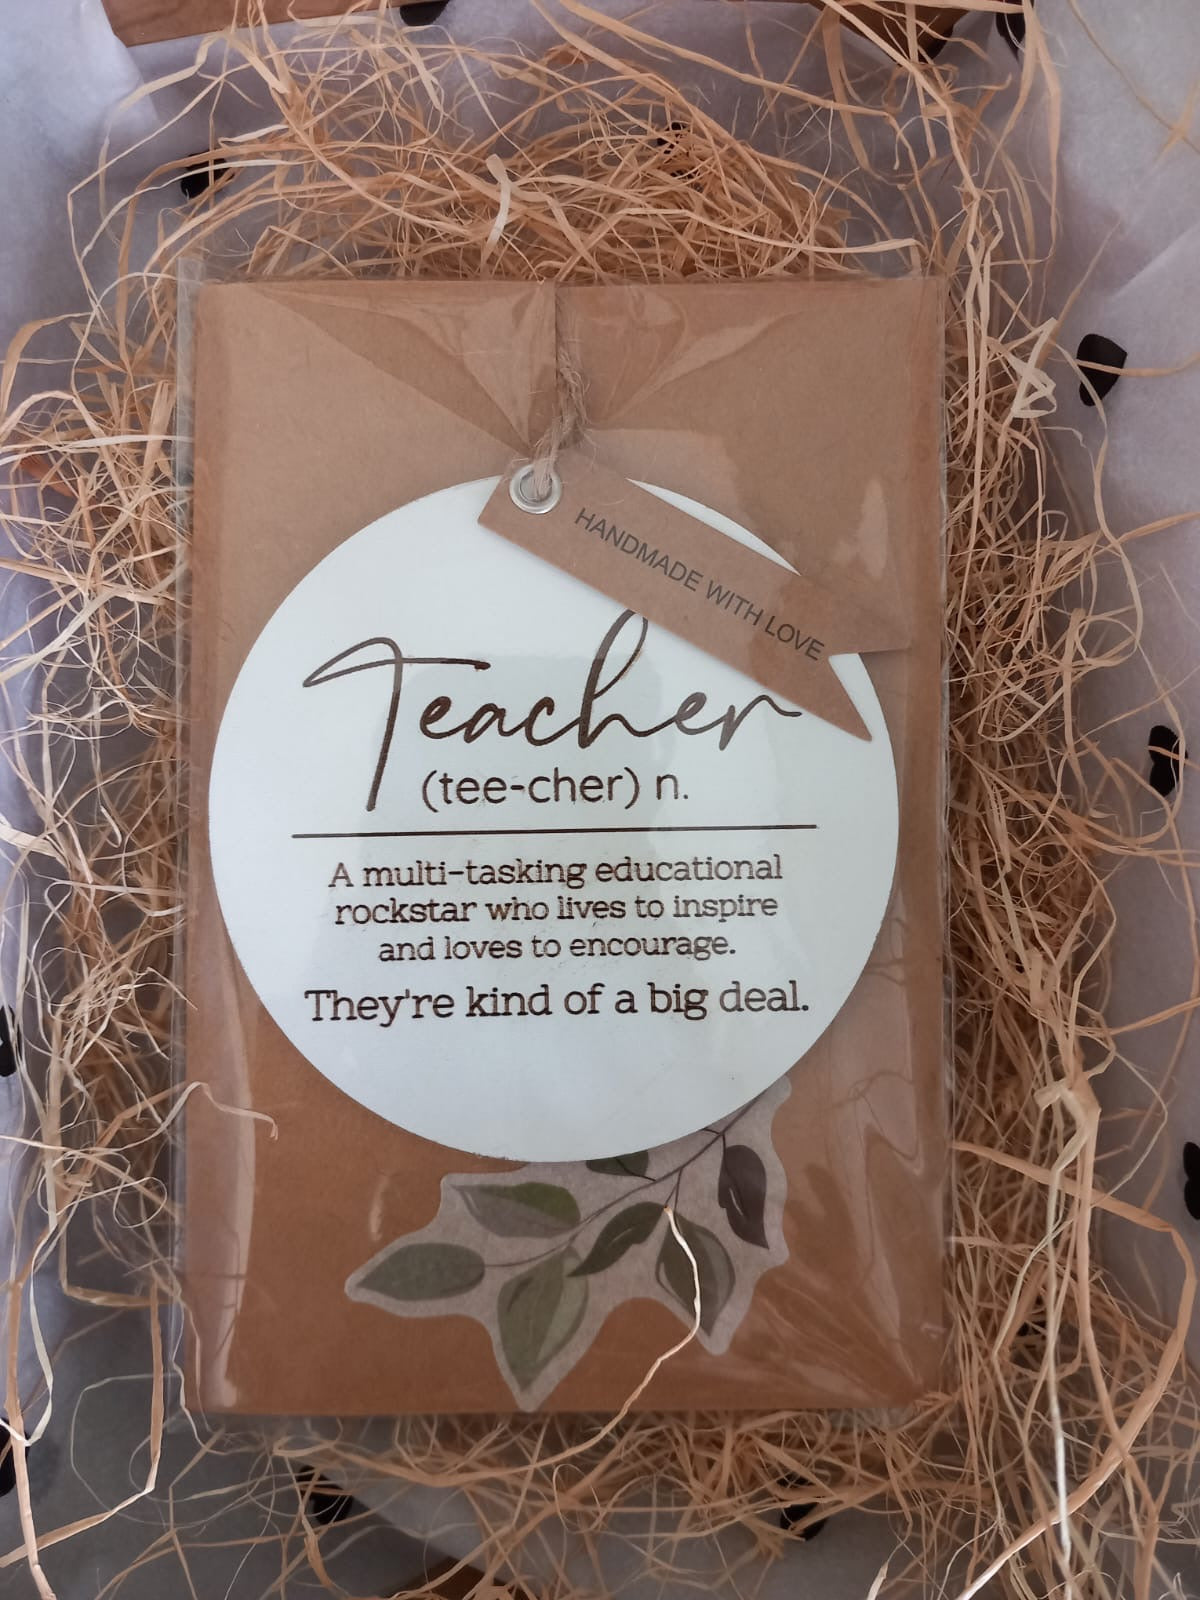 HANDMADE WITH LOVE
Teacher
(tee-cher) n.
A multi-tasking educational
rockstar who lives to inspire
and loves to encourage.
They're kind of a big deal.